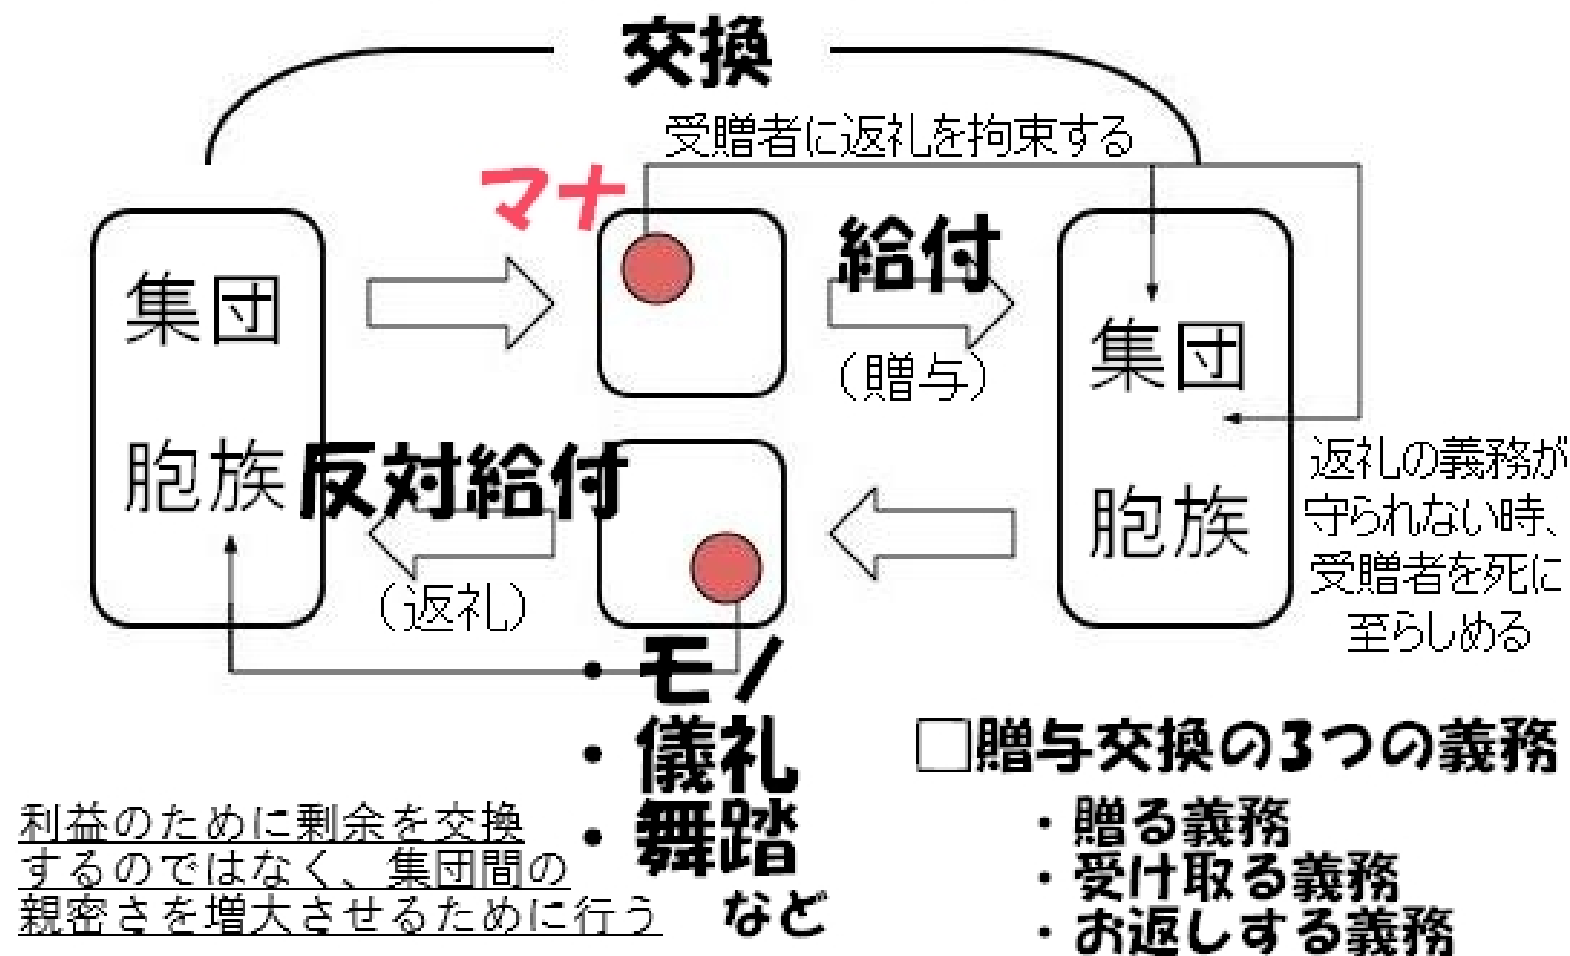 交換
受贈者に返礼を拘束する
マナ
給付
集団
集団
（贈与）
胞族
反対給付
胞族
返礼の義務が
守られない時、
受贈者を死に
至らしめる
（返礼）
・モノ
・儀礼
・舞踏
など
□贈与交換の3つの義務
・贈る義務
・受け取る義務
・お返しする義務
利益のために剰余を交換
するのではなく、集団間の
親密さを増大させるために行う